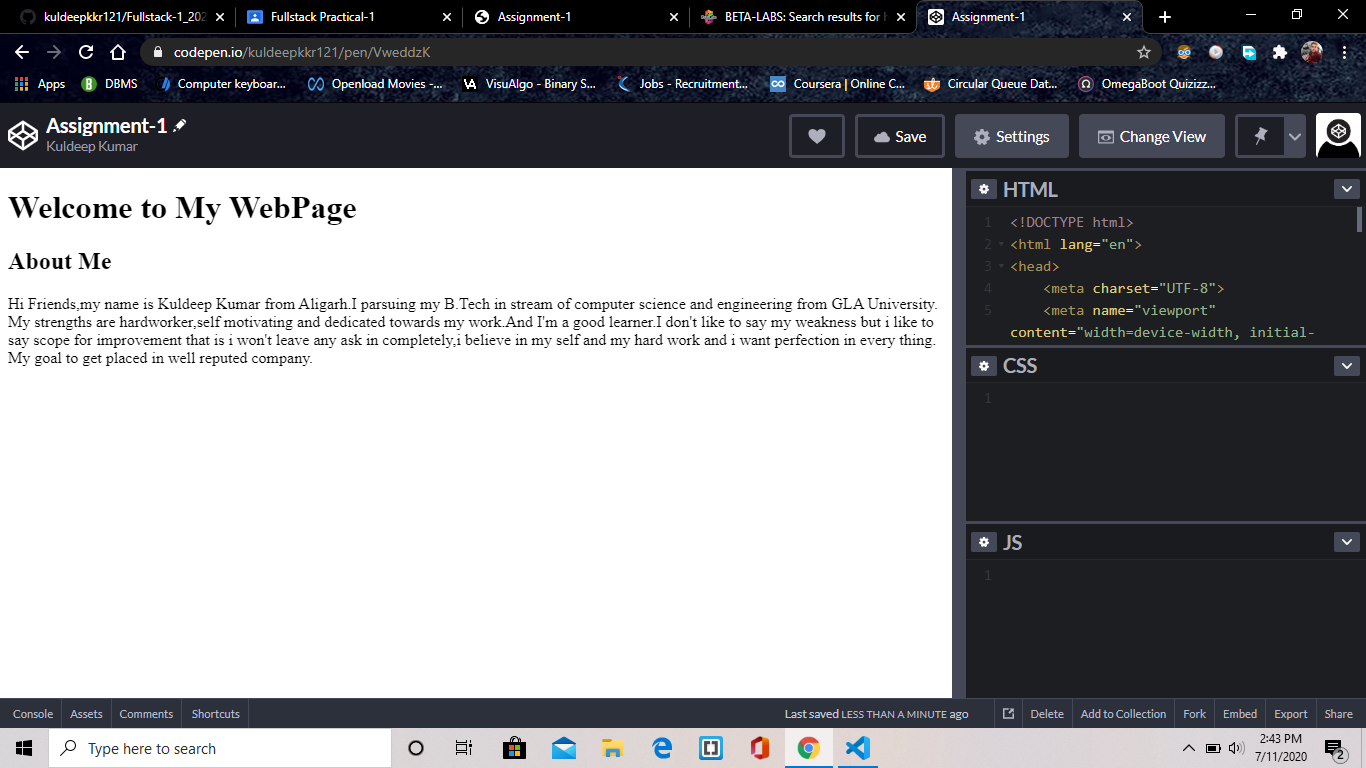 kuldeepkkr121/Fullstack-1_202
Fullstack Practical-1
Assignment-1
BETA-LABS: Search results for
Assignment-1
codepen.io/kuldeepkkr121/pen/VweddzK
Apps
DBMS
Computer keyboar...
Openload Movies -...
VisuAlgo - Binary S...
Jobs - Recruitment...
Coursera | Online C...
Circular Queue Dat...
OmegaBoot Quizizz...
Assignment-1
Kuldeep Kumar
Save
Settings
Change View
Welcome to My WebPage
About Me
Hi Friends,my name is Kuldeep Kumar from Aligarh.I parsuing my B.Tech in stream of computer science and engineering from GLA University.
My strengths are hardworker,self motivating and dedicated towards my work.And I'm a good learner.I don't like to say my weakness but i like to
say scope for improvement that is i won't leave any ask in completely,i believe in my self and my hard work and i want perfection in every thing.
My goal to get placed in well reputed company.
HTML
1 <!DOCTYPE html>
2 <html lang="en">
3 <head>
4 <meta charset="UTF-8">
5 <meta name="viewport"
content="width=device-width, initial-
CSS
1
JS
1
Console
Assets
Comments
Shortcuts
Last saved LESS THAN A MINUTE ago
Delete
Add to Collection
Fork
Embed
Export
Share
Type here to search
2:43 PM
7/11/2020
2